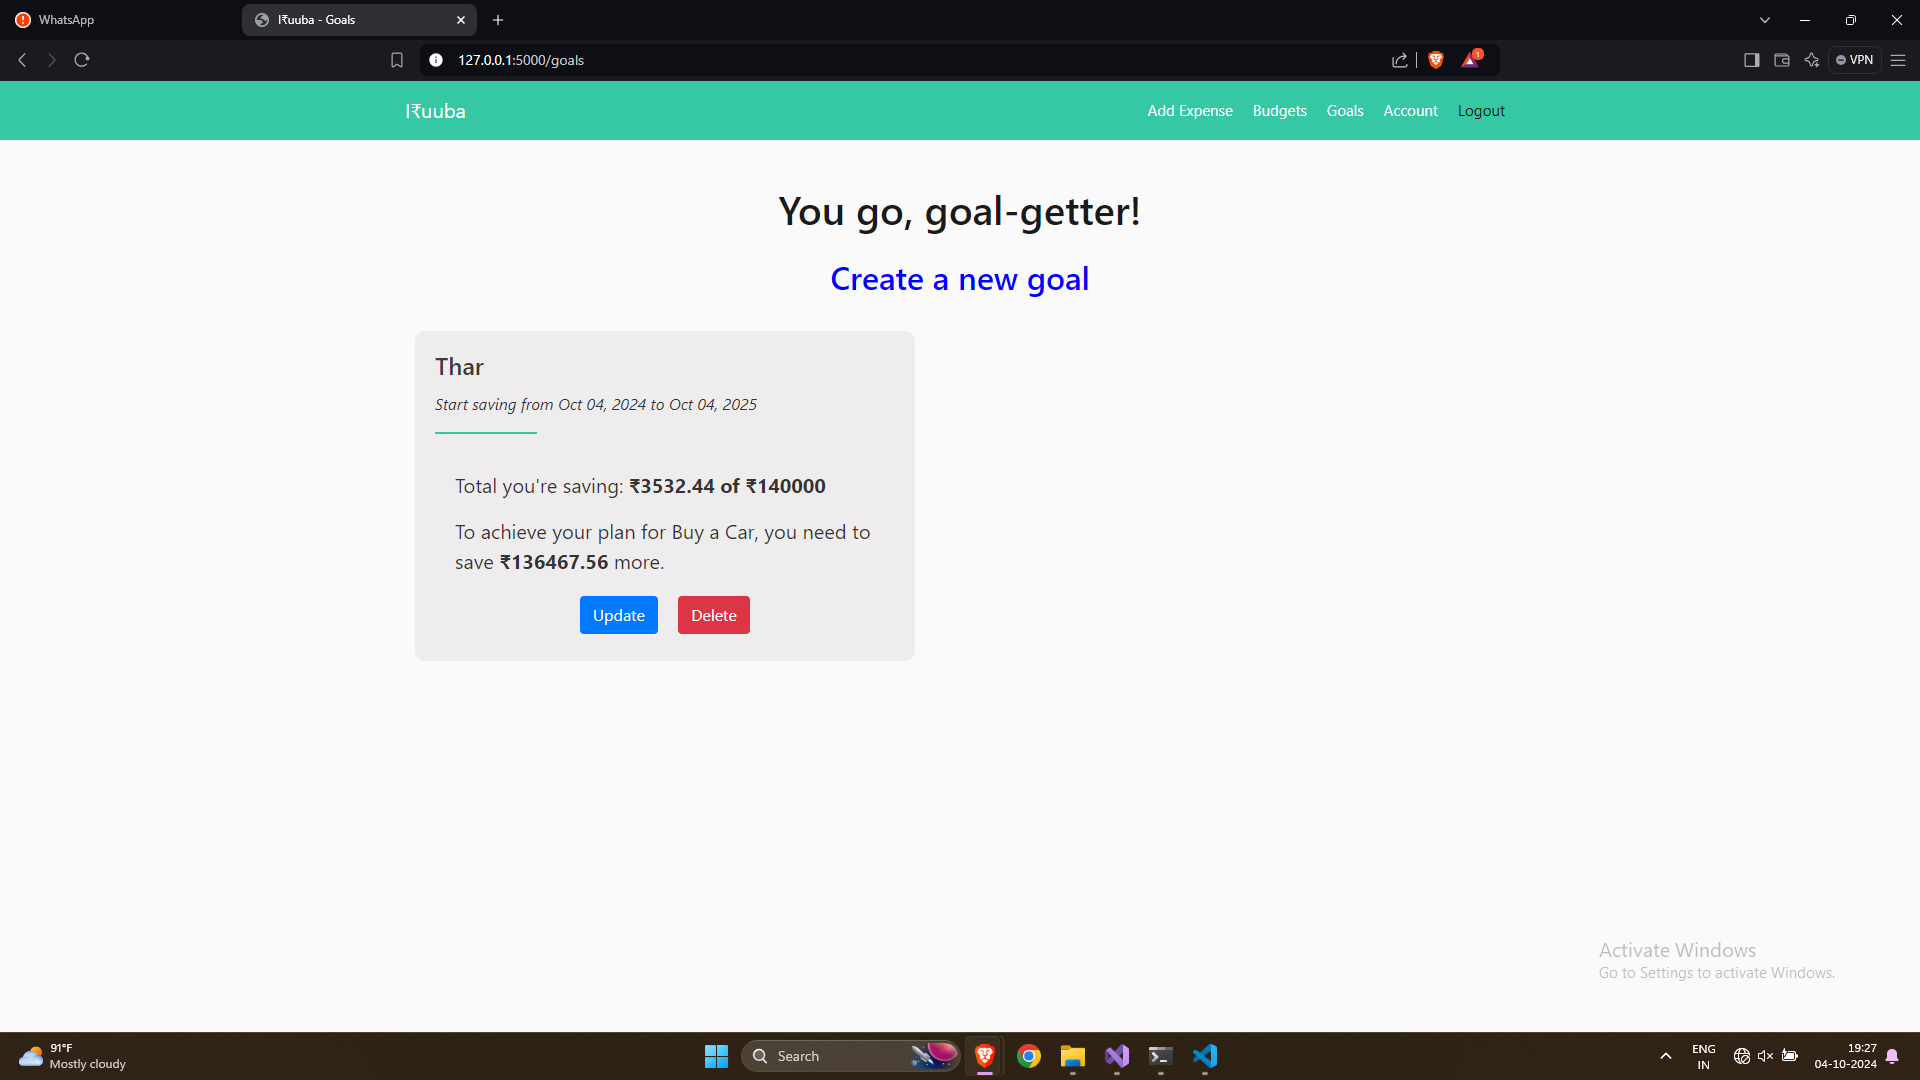 WhatsApp
I₹uuba - Goals
127.0.0.1:5000/goals
1
VPN
I₹uuba
Add Expense Budgets Goals Account Logout
You go, goal-getter!
Create a new goal
Thar
Start saving from Oct 04, 2024 to Oct 04, 2025
Total you're saving: ₹3532.44 of ₹140000
To achieve your plan for Buy a Car, you need to
save ₹136467.56 more.
Update Delete
Activate Windows
Go to Settings to activate Windows.
91°F
Mostly cloudy
Search
ENG
IN
19:27
04-10-2024